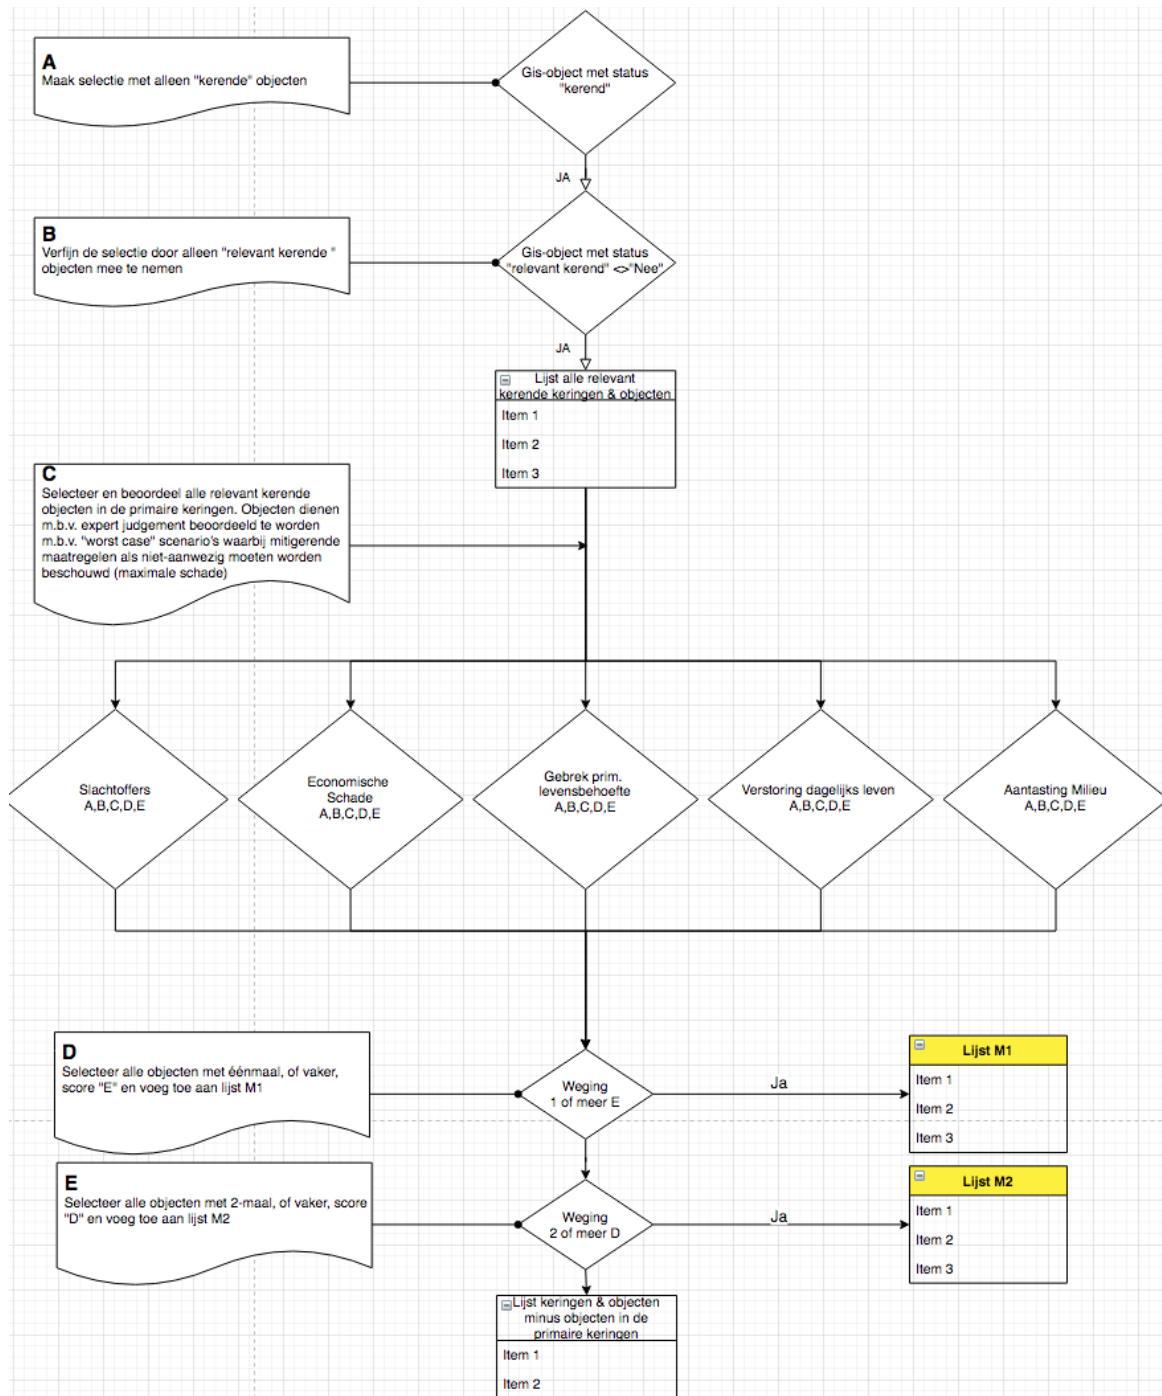 A
Maak selectie met alleen "kerende" objecten
Gis-object met status
"kerend"
JA
B
Verfijn de selectie door alleen "relevant kerende "
objecten mee te nemen
Gis-object met status
"relevant kerend" <>"Nee"
JA
Lijst alle relevant
kerende keringen & objecten
Item 1
Item 2
Item 3
C
Selecteer en beoordeel alle relevant kerende
objecten in de primaire keringen. Objecten dienen
m.b.v. expert judgement beoordeeld te worden
m.b.v. "worst case" scenario's waarbij mitigerende
maatregelen als niet-aanwezig moeten worden
beschouwd (maximale schade)
Slachtoffers
A,B,C,D,E
Economische
Schade
A,B,C,D,E
Gebrek prim.
levensbehoefte
A,B,C,D,E
Verstoring dagelijks leven
A,B,C,D,E
Aantasting Milieu
A,B,C,D,E
D
Selecteer alle objecten met éénmaal, of vaker,
score "E" en voeg toe aan lijst M1
Weging
1 of meer E
Ja
Lijst M1
Item 1
Item 2
Item 3
E
Selecteer alle objecten met 2-maal, of vaker, score
"D" en voeg toe aan lijst M2
Weging
2 of meer D
Ja
Lijst M2
Item 1
Item 2
Item 3
Lijst keringen & objecten
minus objecten in de
primaire keringen
Item 1
Item 2